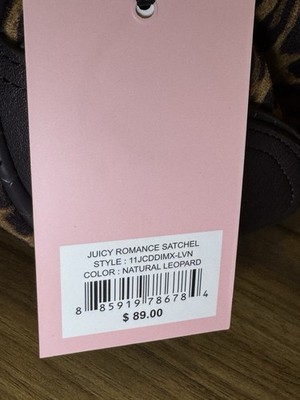 JUICY ROMANCE SATCHEL
STYLE : 11JCDDIMX-LVN
COLOR : NATURAL LEOPARD
8 85919 78678 4
$ 89.00